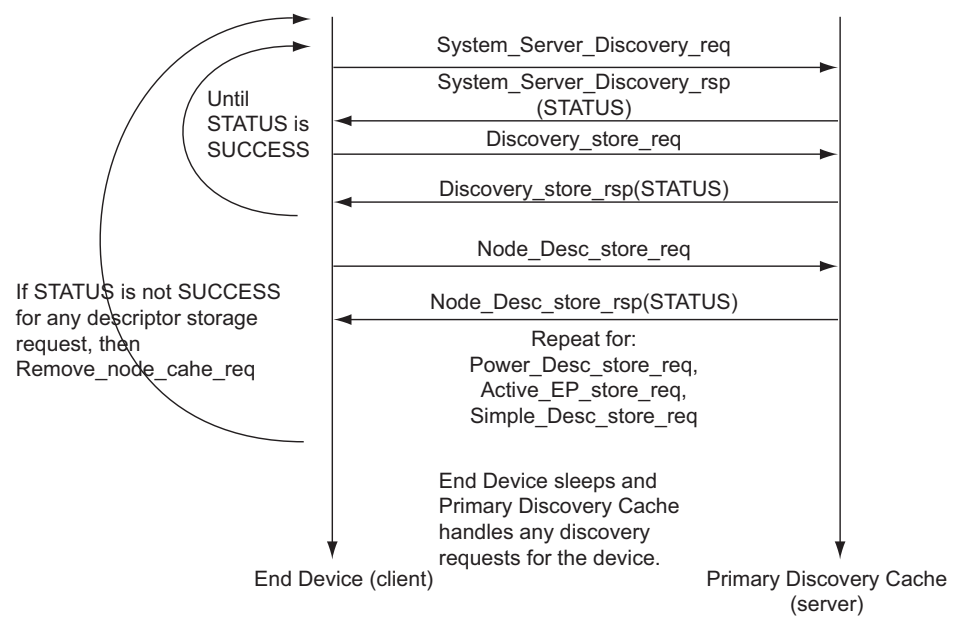 System_Server_Discovery_req
System_Server_Discovery_rsp
(STATUS)
Until
STATUS is
SUCCESS
Discovery_store_req
Discovery_store_rsp(STATUS)
Node_Desc_store_req
If STATUS is not SUCCESS
for any descriptor storage
request, then
Remove_node_cahe_req
Node_Desc_store_rsp(STATUS)
Repeat for:
Power_Desc_store_req,
Active_EP_store_req,
Simple_Desc_store_req
End Device sleeps and
Primary Discovery Cache
handles any discovery
requests for the device.
End Device (client)
Primary Discovery Cache
(server)